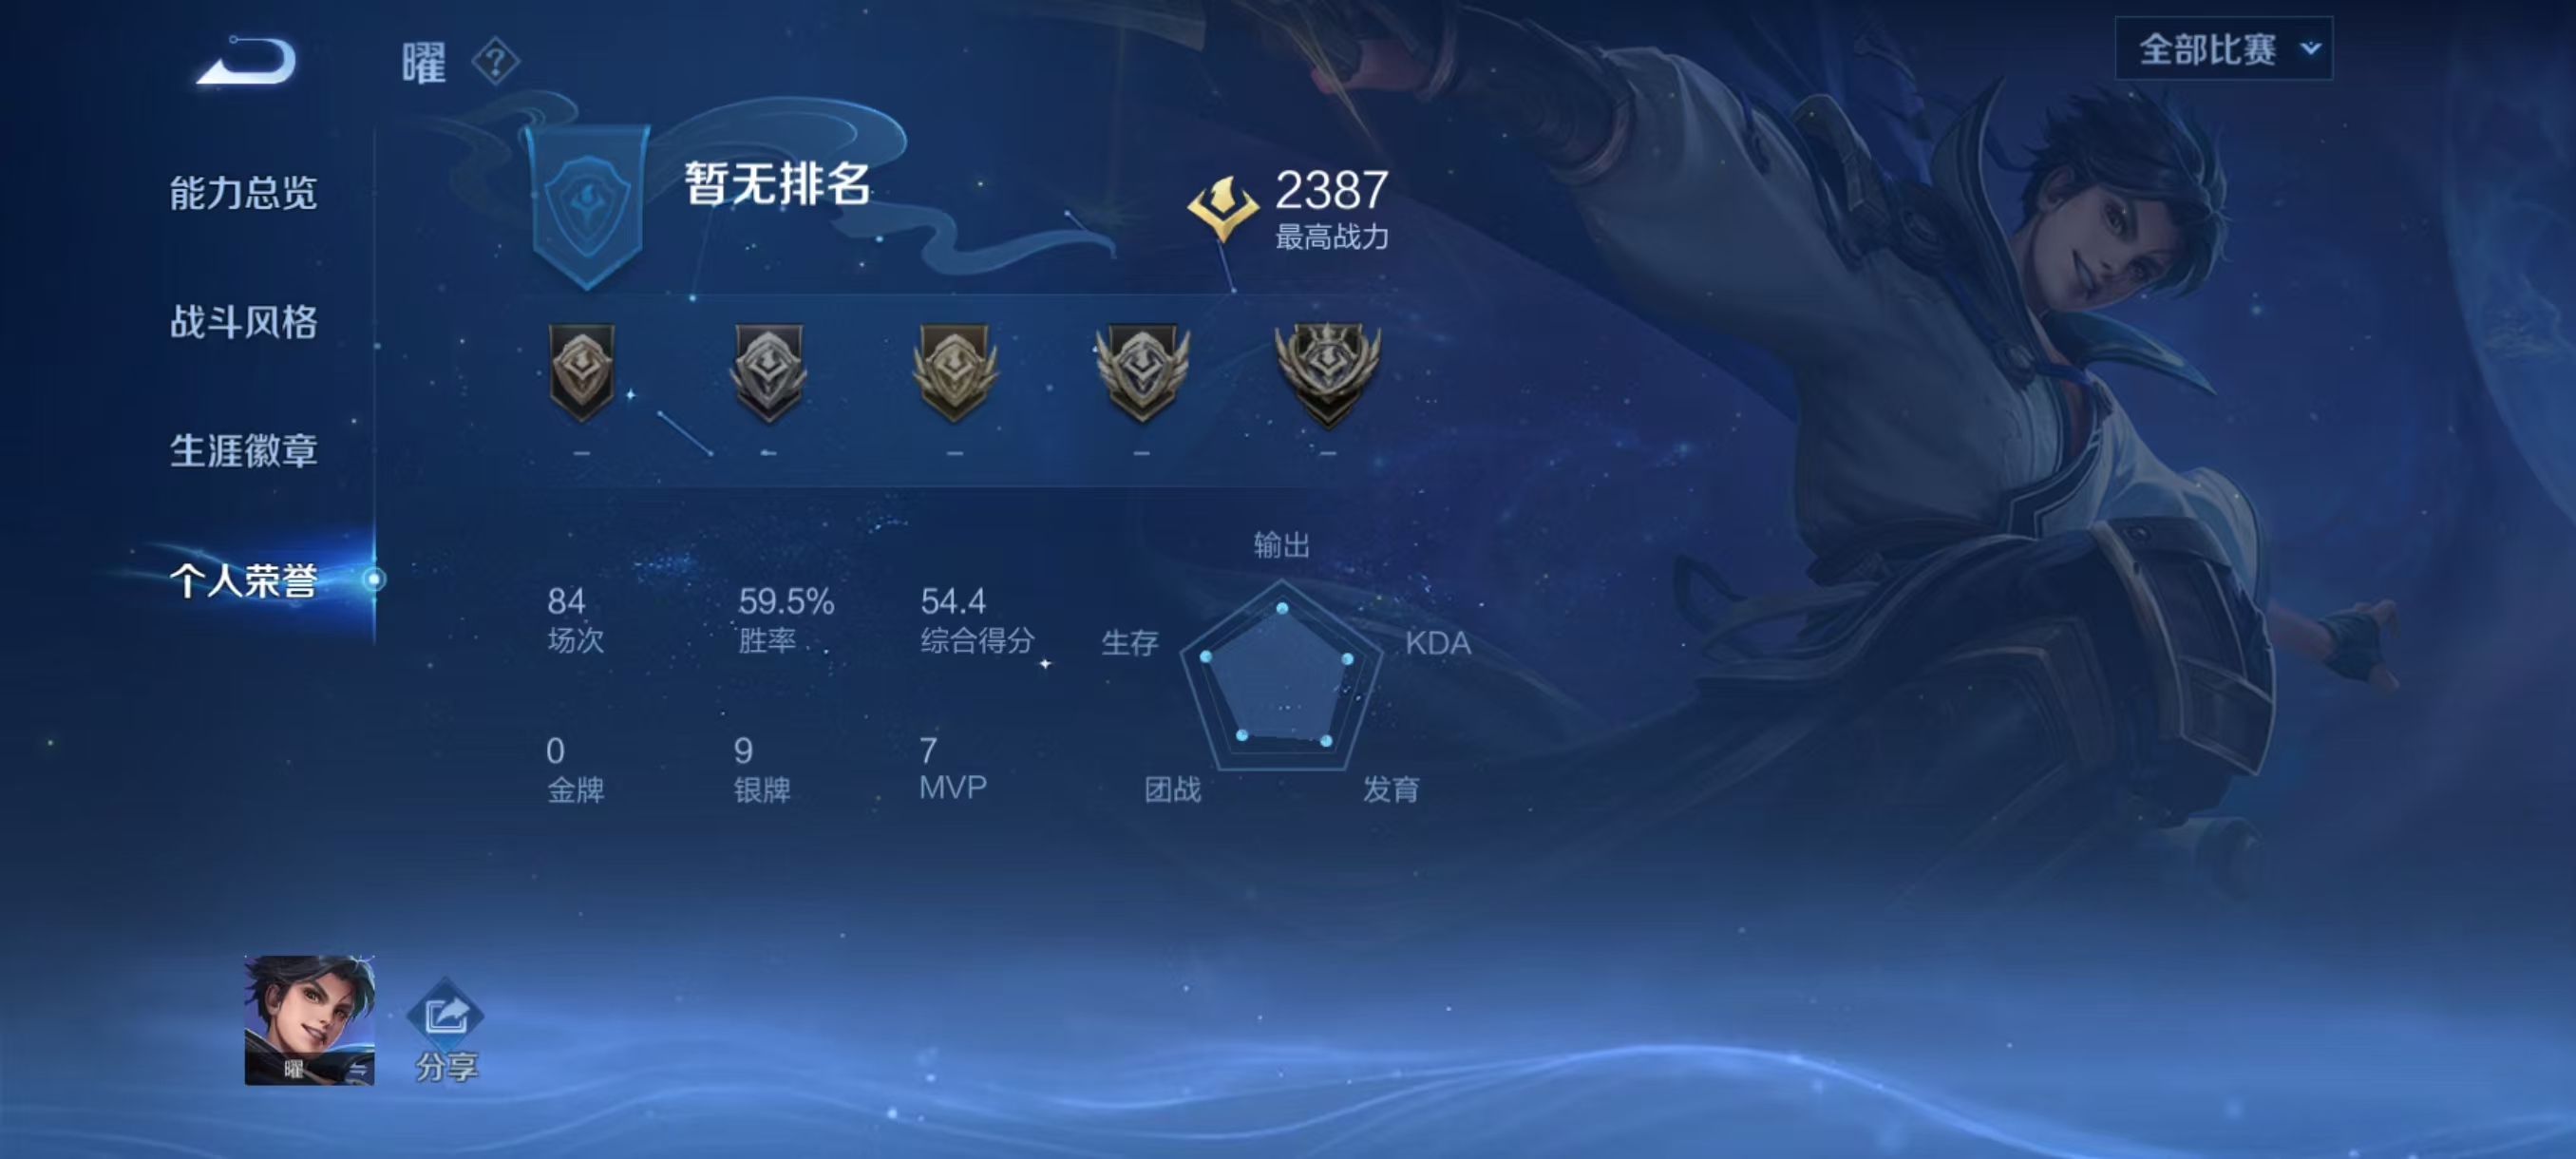 曜
全部比赛
能力总览
战斗风格
生涯徽章
个人荣誉
暂无排名
2387
最高战力
84
场次
59.5%
胜率
54.4
综合得分
0
金牌
9
银牌
7
MVP
输出
生存
KDA
团战
发育
曜
分享